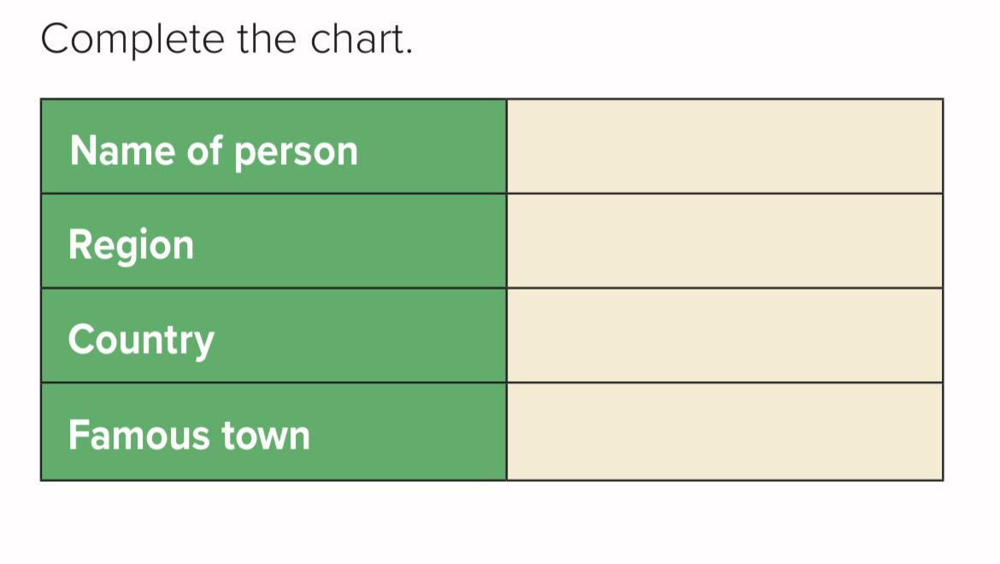 Complete the chart.
Name of person
Region
Country
Famous town